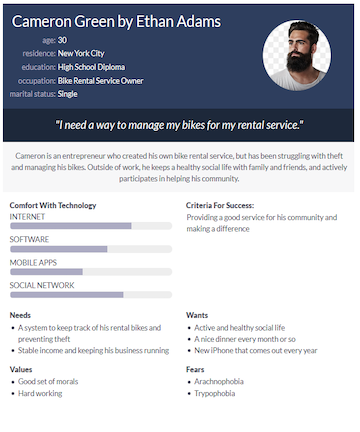 Cameron Green by Ethan Adams
age: 30
residence: New York City
education: High School Diploma
occupation: Bike Rental Service Owner
marital status: Single
"I need a way to manage my bikes for my rental service."
Cameron is an entrepreneur who created his own bike rental service, but has been struggling with theft
and managing his bikes. Outside of work, he keeps a healthy social life with family and friends, and actively
participates in helping his community.
Comfort With Technology
INTERNET
SOFTWARE
MOBILE APPS
SOCIAL NETWORK
Criteria For Success:
Providing a good service for his community and
making a difference
Needs
• A system to keep track of his rental bikes and
preventing theft
• Stable income and keeping his business running
Wants
• Active and healthy social life
• A nice dinner every month or so
• New iPhone that comes out every year
Values
• Good set of morals
• Hard working
Fears
• Arachnophobia
• Trypophobia